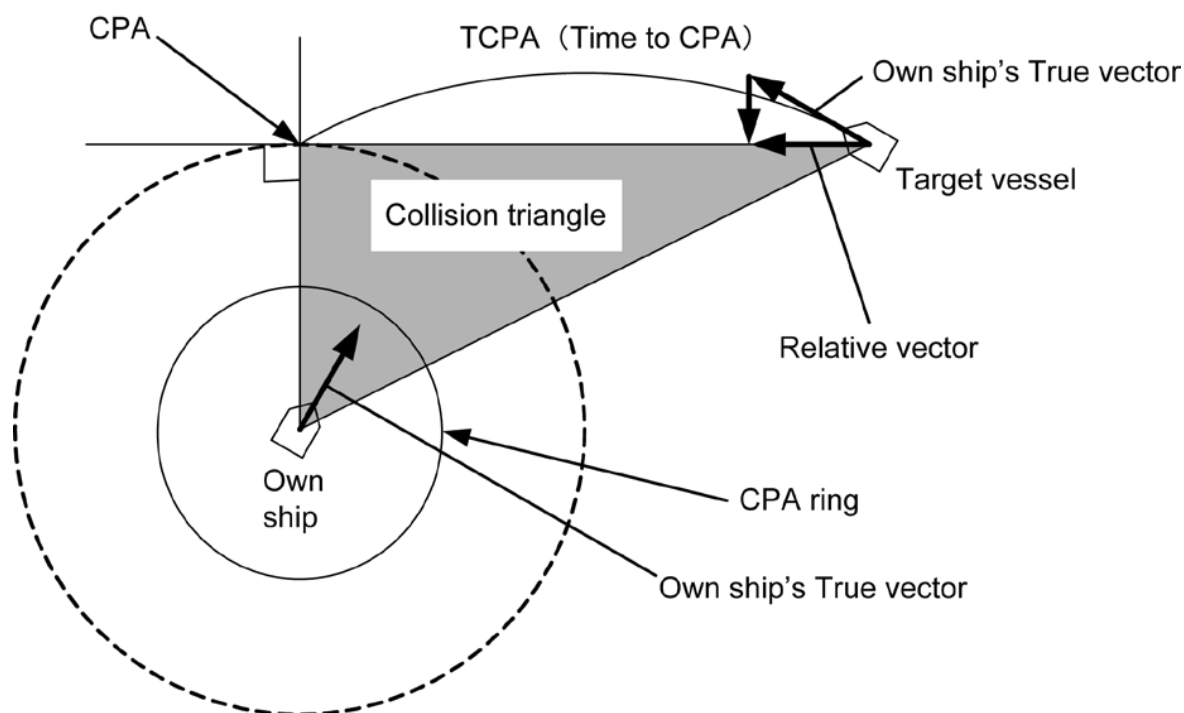 CPA
TCPA（Time to CPA）
Own ship’s True vector
Target vessel
Collision triangle
Relative vector
Own
ship
CPA ring
Own ship’s True vector